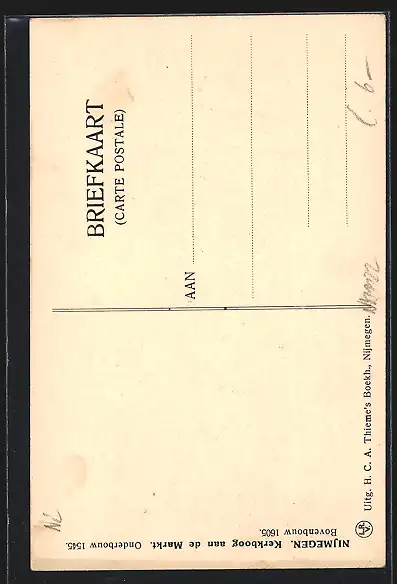 BRIEFKAART
(CARTE POSTALE)
AAN
Uitg. H. C. A. Thieme's Boekh., Nijmegen.
NIJMEGEN. Kerkboog aan de Markt. Onderbouw 1545.
Bovenbouw 1605.